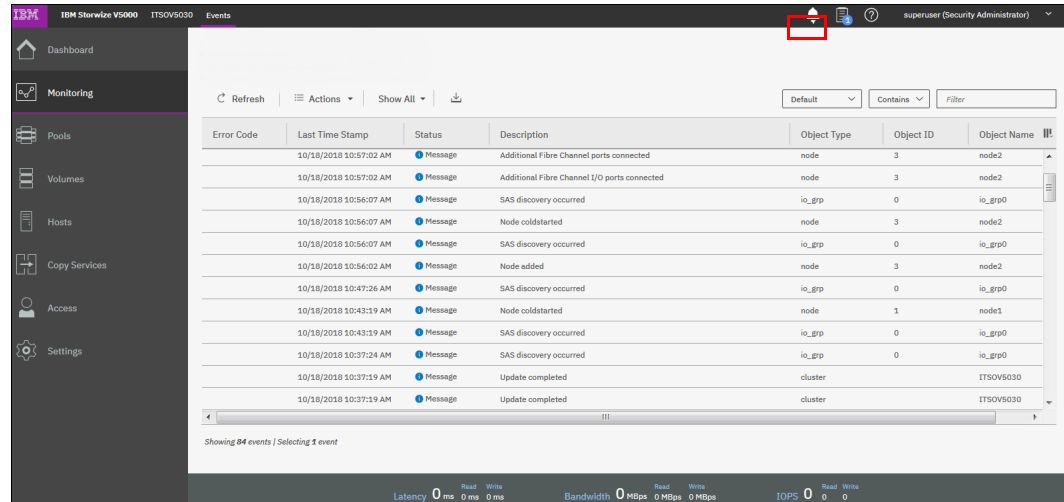 IBM IBM Storwize V5000 ITSOV5030 Events 1 ? superuser (Security Administrator)
Dashboard
Monitoring
Pools
Volumes
Hosts
Copy Services
Access
Settings
Refresh Actions Show All Default Contains Filter
Error Code Last Time Stamp Status Description Object Type Object ID Object Name
10/18/2018 10:57:02 AM Message Additional Fibre Channel ports connected node 3 node2
10/18/2018 10:57:02 AM Message Additional Fibre Channel I/O ports connected node 3 node2
10/18/2018 10:56:07 AM Message SAS discovery occurred io_grp 0 io_grp0
10/18/2018 10:56:07 AM Message Node coldstarted node 3 node2
10/18/2018 10:56:07 AM Message SAS discovery occurred io_grp 0 io_grp0
10/18/2018 10:56:02 AM Message Node added node 3 node2
10/18/2018 10:47:26 AM Message SAS discovery occurred io_grp 0 io_grp0
10/18/2018 10:43:19 AM Message Node coldstarted node 1 node1
10/18/2018 10:43:19 AM Message SAS discovery occurred io_grp 0 io_grp0
10/18/2018 10:37:24 AM Message SAS discovery occurred io_grp 0 io_grp0
10/18/2018 10:37:19 AM Message Update completed cluster ITSOV5030
10/18/2018 10:37:19 AM Message Update completed cluster ITSOV5030
Showing 84 events | Selecting 1 event
Read Write Read Write Read Write
Latency 0 ms 0 ms 0 ms Bandwidth 0 MBps 0 MBps 0 MBps IOPS 0 0 0